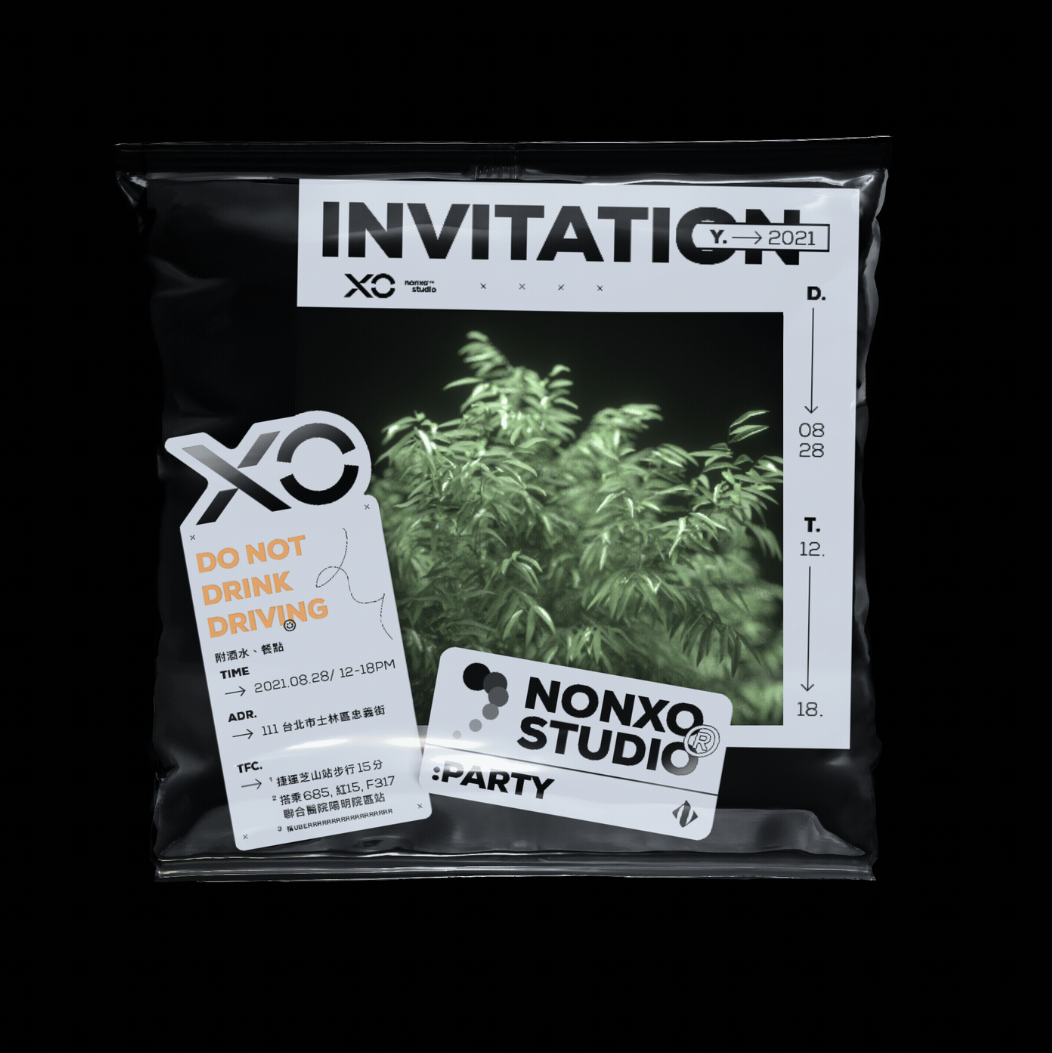 INVITATION
Y. → 2021
XO
nonxo™
studio
× × × ×
D.
08
28
T.
12.
18.
XO
DO NOT
DRINK
DRIVING
附酒水、餐點
TIME
→ 2021.08.28/ 12-18PM
ADR.
→ 111 台北市士林區忠義街
TFC.
→ ¹ 捷運芝山站步行15分
² 搭乘685, 紅15, F317
聯合醫院陽明院區站
NONXO
STUDIO®
:PARTY